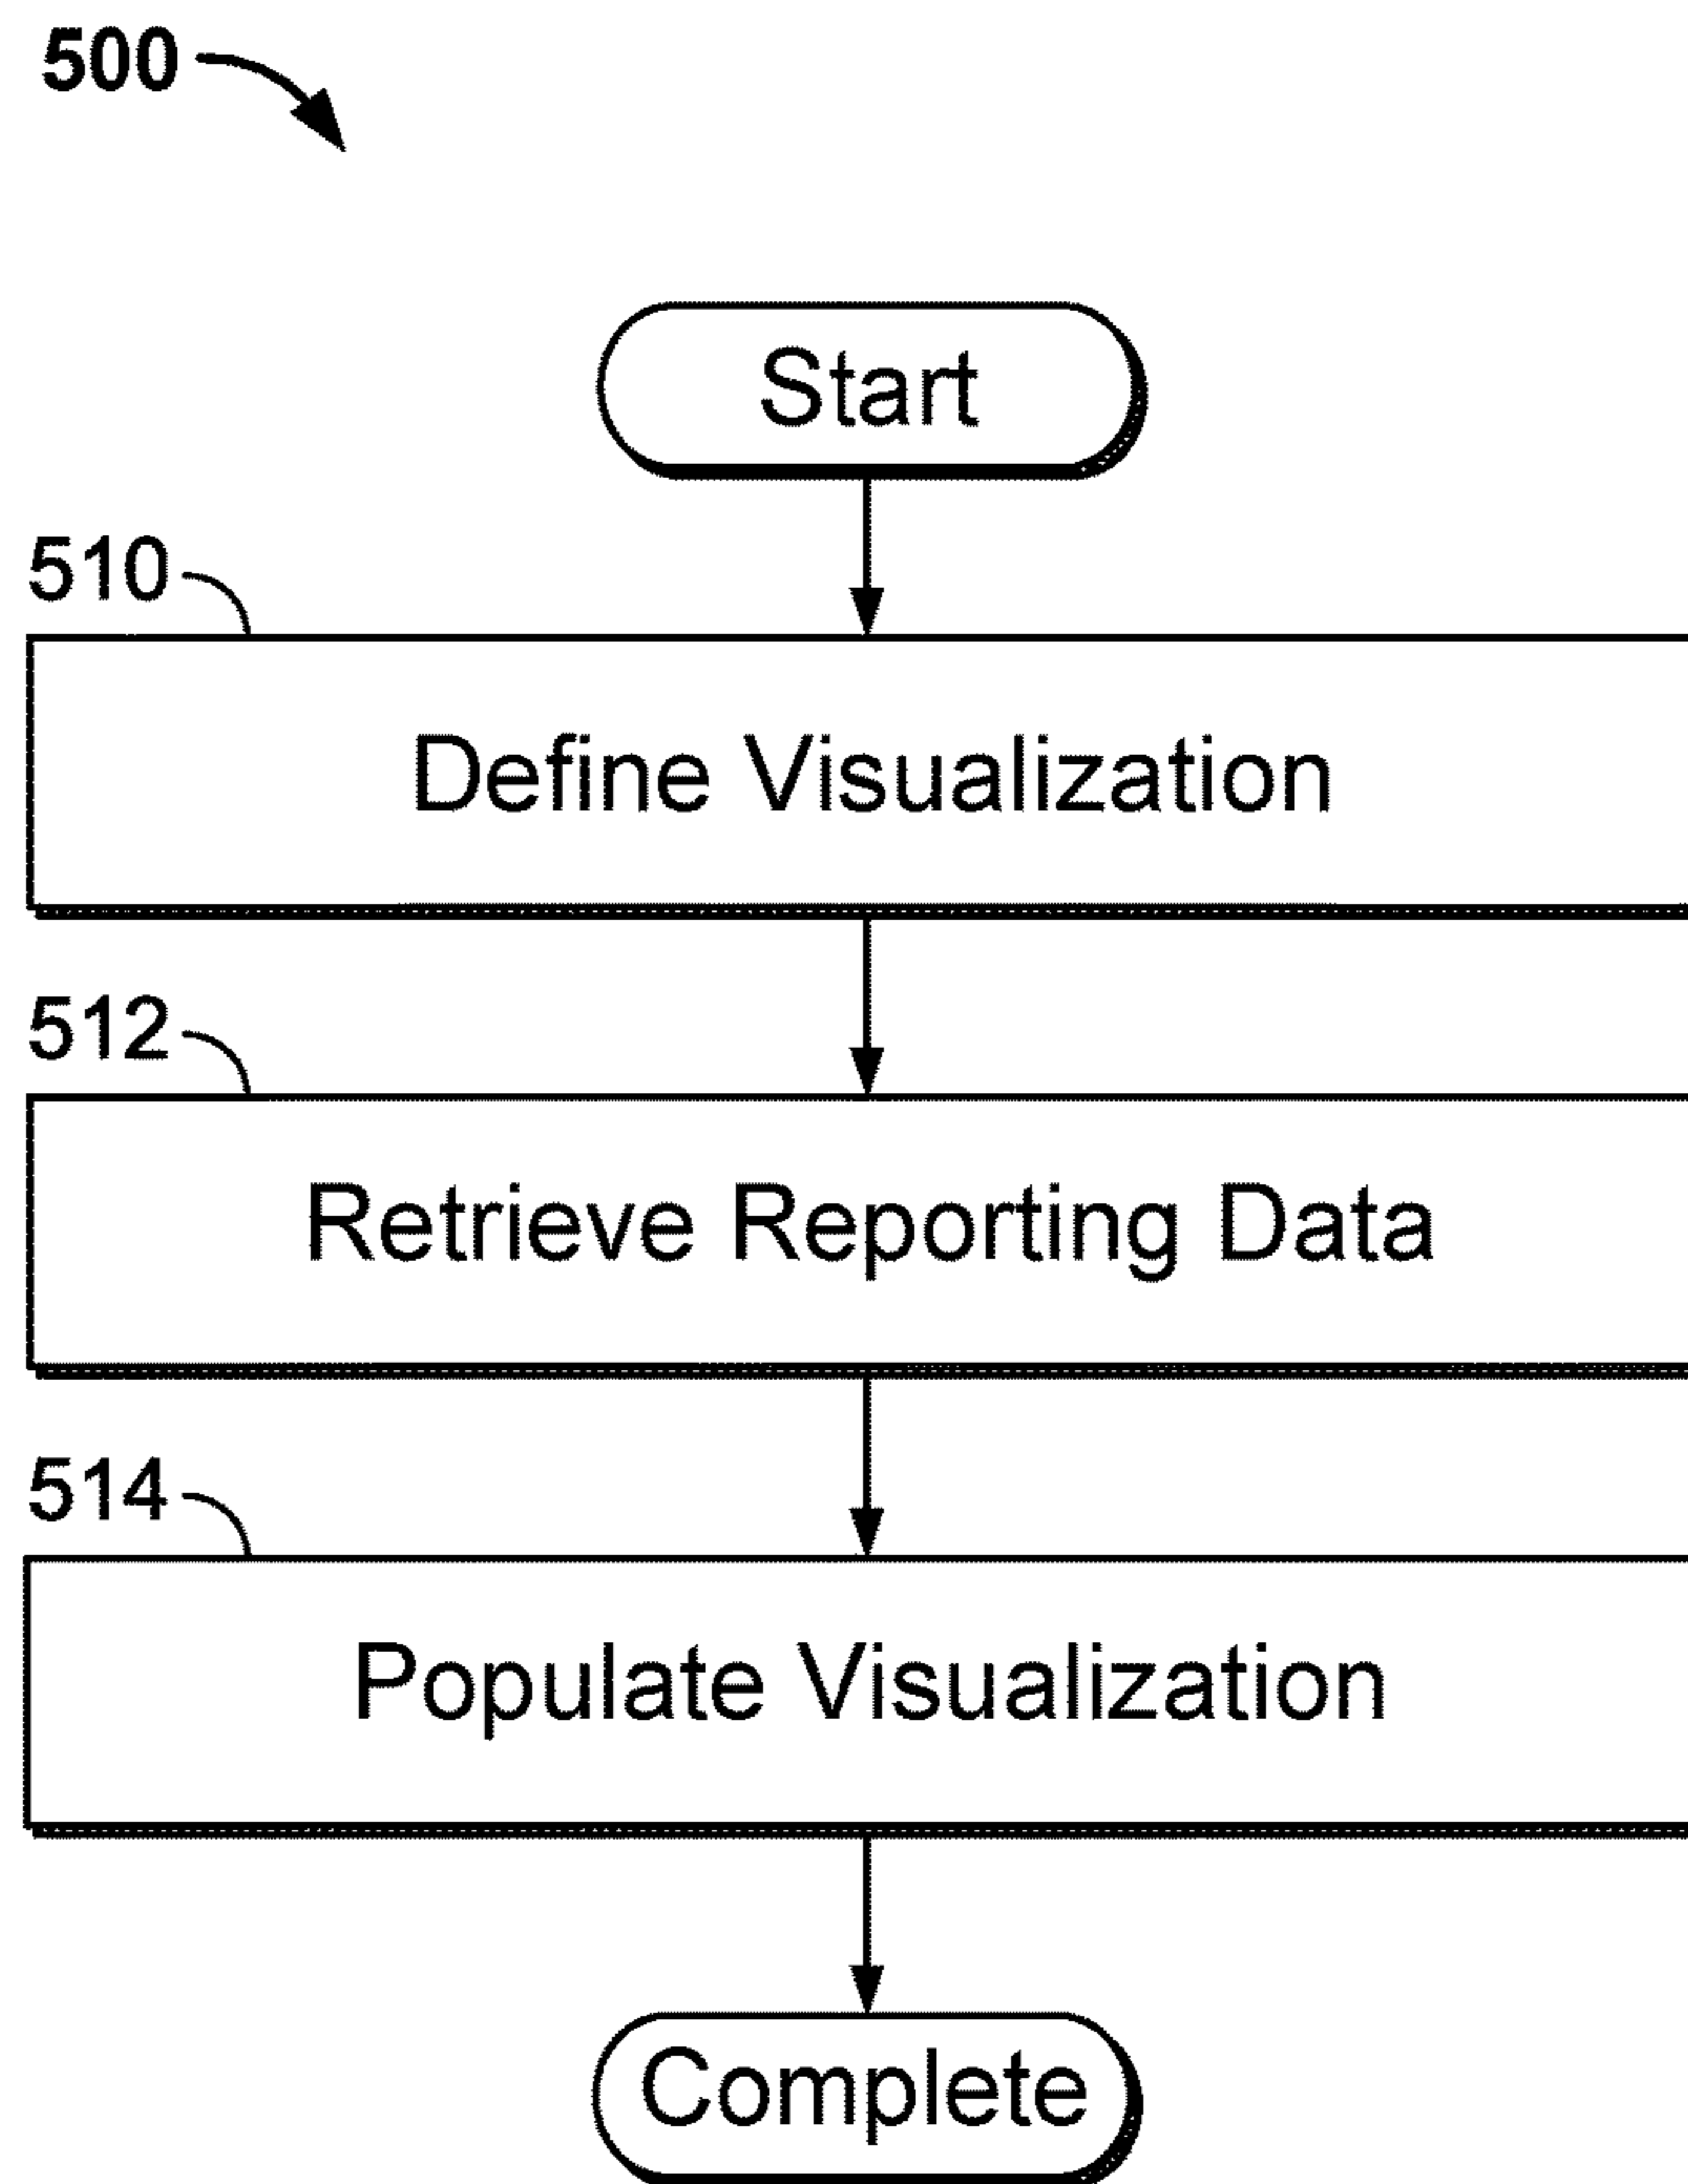 500
Start
510
Define Visualization
512
Retrieve Reporting Data
514
Populate Visualization
Complete